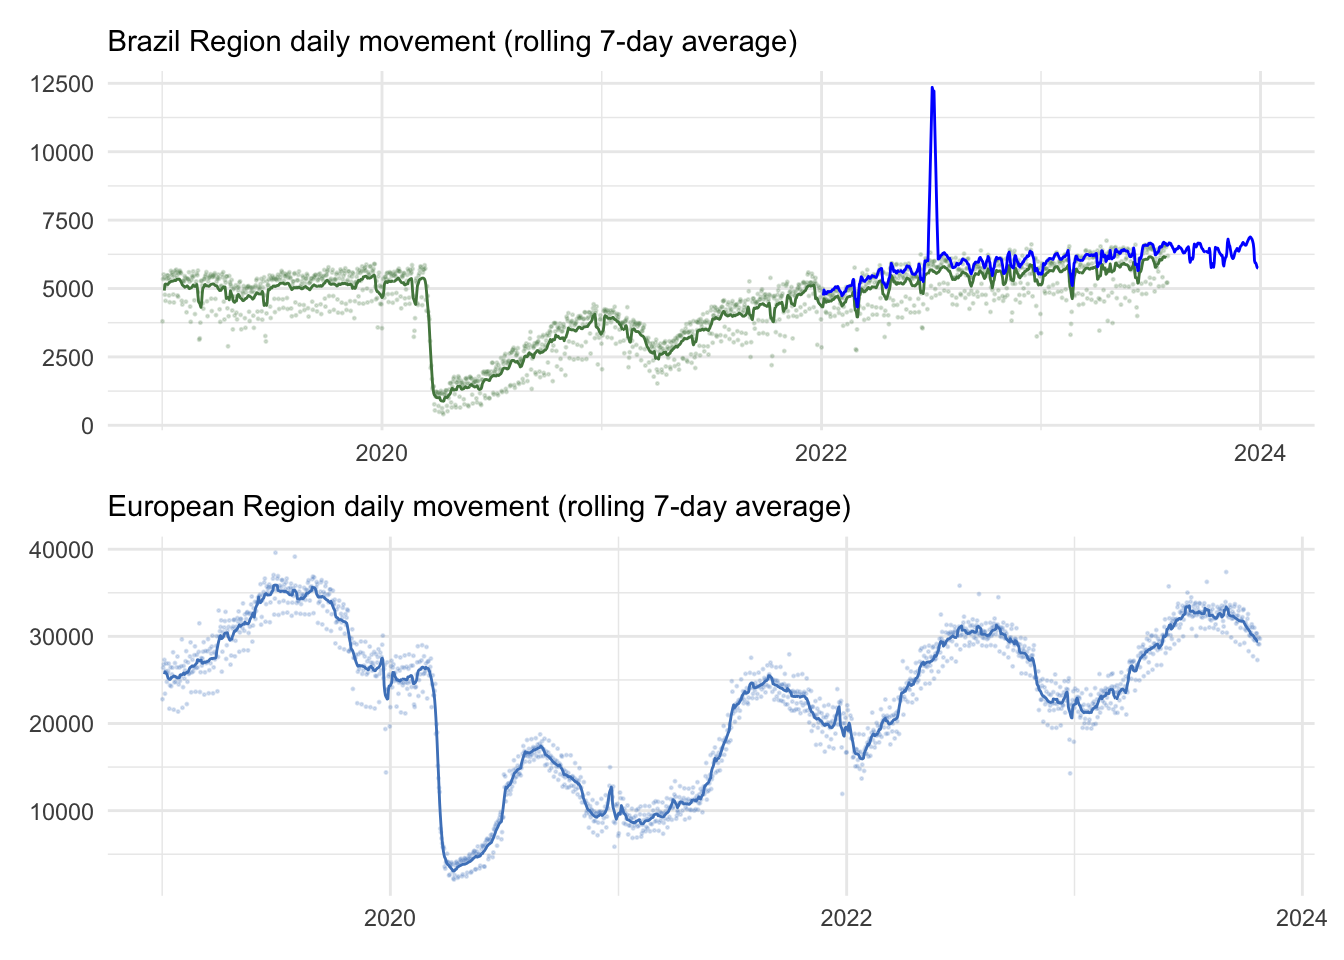 Brazil Region daily movement (rolling 7-day average)
12500
10000
7500
5000
2500
0
2020 2022 2024
European Region daily movement (rolling 7-day average)
40000
30000
20000
10000
2020 2022 2024